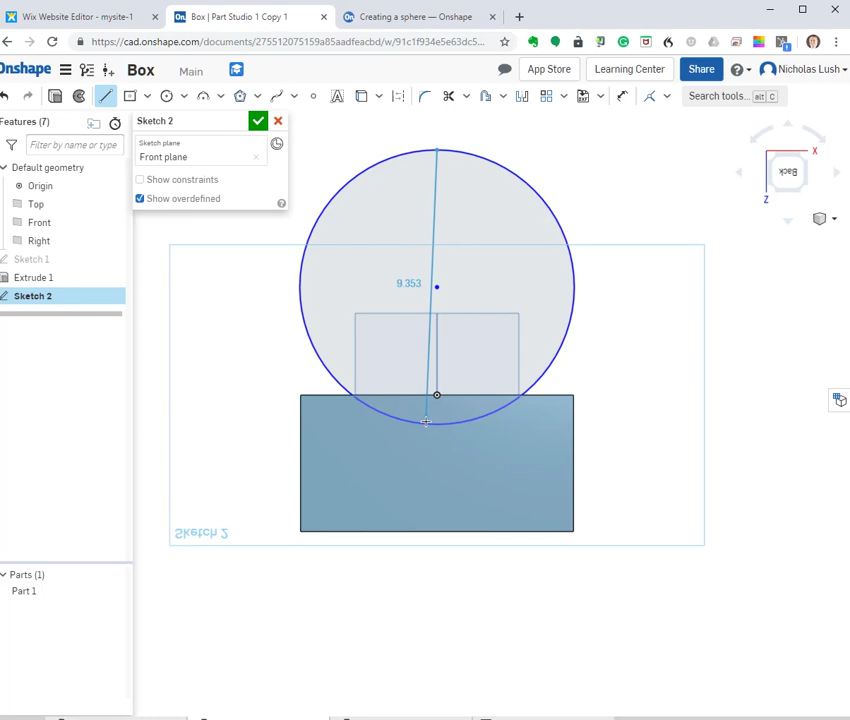 Wix Website Editor - mysite-1 × On Box | Part Studio 1 Copy 1 × On Creating a sphere — Onshape × +
https://cad.onshape.com/documents/275512075159a85aadfeacbd/w/91c1f934e5e63dc5...
Onshape Box Main App Store Learning Center Share Nicholas Lush
Search tools... alt C
Features (7)
Filter by name or type
Default geometry
Origin
Top
Front
Right
Sketch 1
Extrude 1
Sketch 2
Parts (1)
Part 1
Sketch 2
Sketch plane
Front plane
Show constraints
Show overdefined
9.353
Sketch 2
X
Back
Z